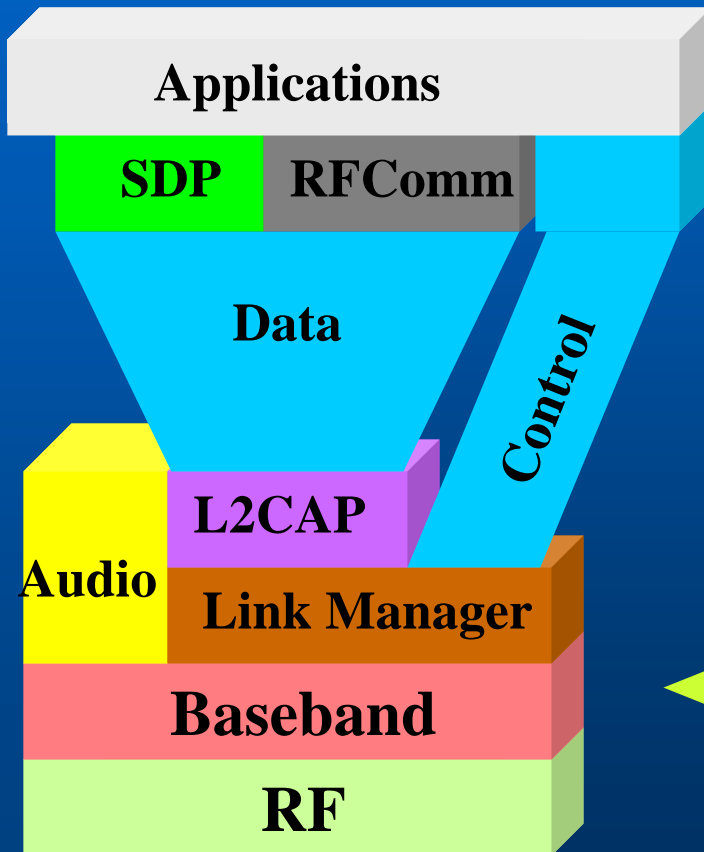 Applications
SDP
RFComm
Data
Control
L2CAP
Audio
Link Manager
Baseband
RF